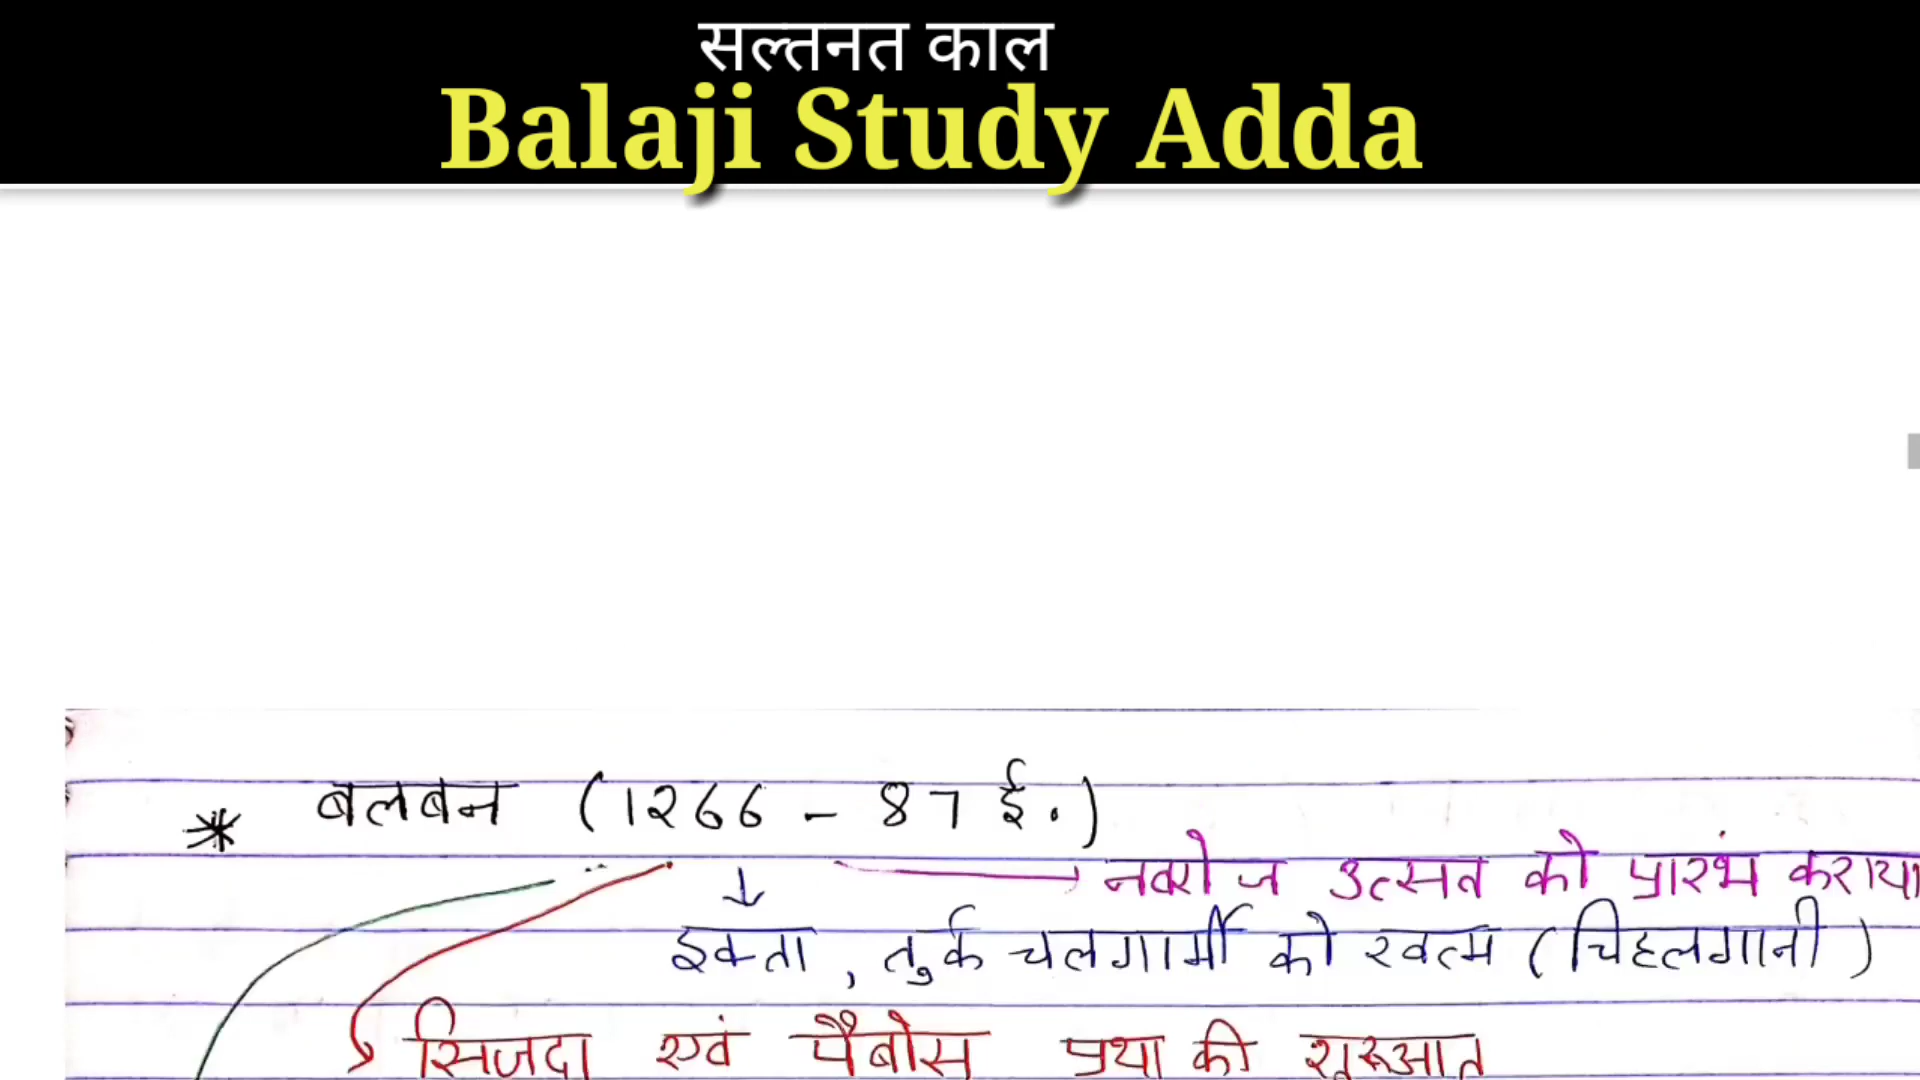 सल्तनत काल
Balaji Study Adda
* बलबन (1266 - 87 ई.)
नवरोज उत्सव को प्रारंभ कराया
इक्ता, तुर्क चलगामी को खत्म (चिहलगानी)
सिजदा एवं पैबोस प्रथा की शुरूआत